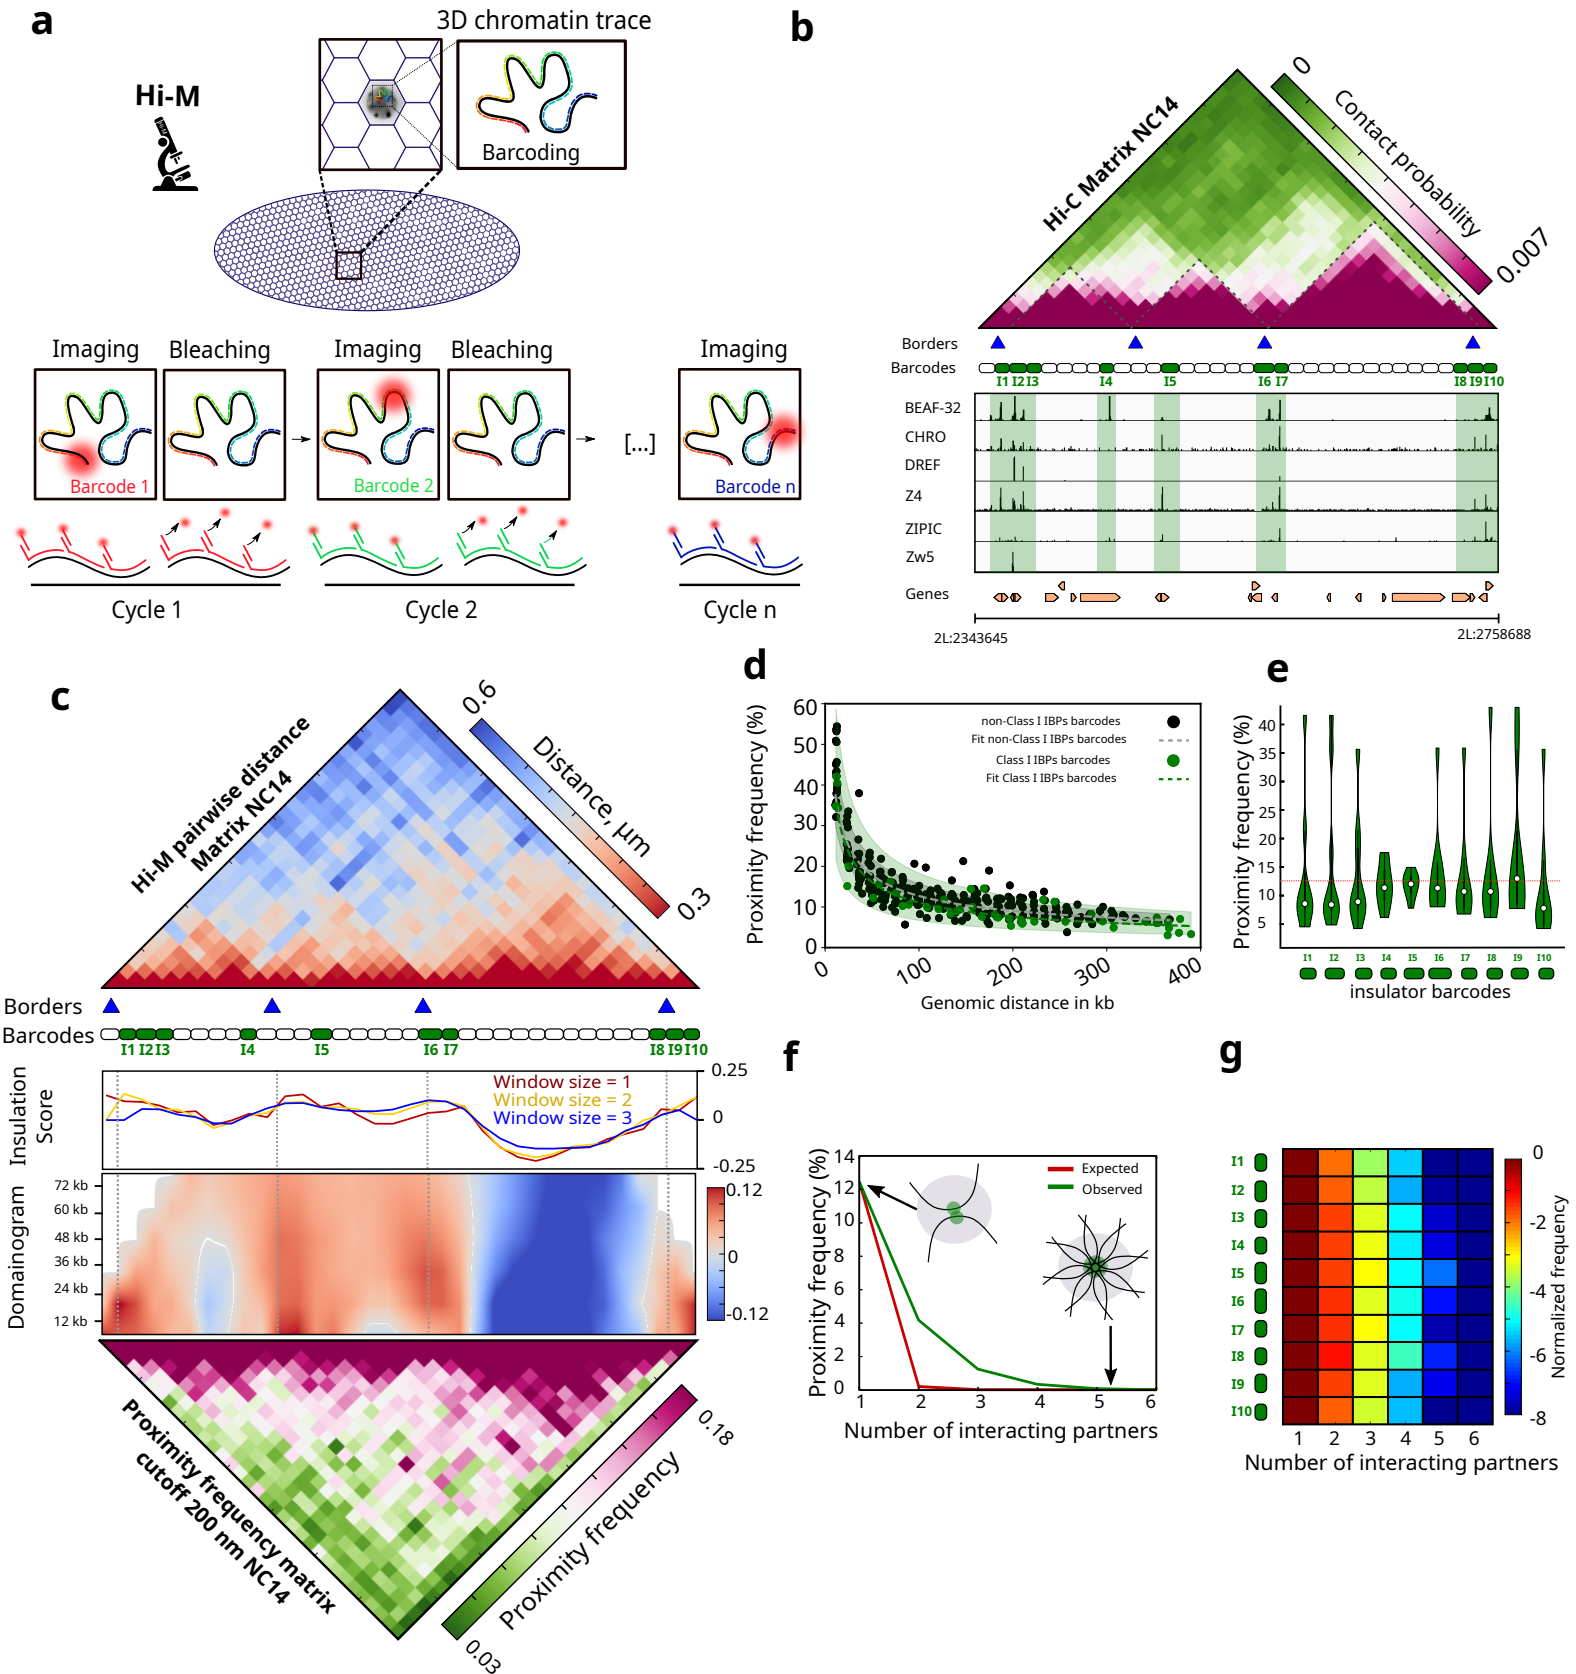 a
3D chromatin trace
Hi-M
Barcoding
Imaging
Bleaching
Imaging
Bleaching
Imaging
Barcode 1
Barcode 2
[...]
Barcode n
Cycle 1
Cycle 2
Cycle n
b
Hi-C Matrix NC14
0
Contact probability
0.007
Borders
Barcodes
I1 I2 I3 I4 I5 I6 I7 I8 I9 I10
BEAF-32
CHRO
DREF
Z4
ZIPIC
Zw5
Genes
2L:2343645
2L:2758688
c
Hi-M pairwise distance
Matrix NC14
0.6
Distance, μm
0.3
Borders
Barcodes
I1 I2 I3 I4 I5 I6 I7 I8 I9 I10
Insulation
Score
Window size = 1
Window size = 2
Window size = 3
0.25
0
-0.25
Domainogram
72 kb
60 kb
48 kb
36 kb
24 kb
12 kb
0.12
0
-0.12
Proximity frequency matrix
cutoff 200 nm NC14
0.18
Proximity frequency
0.03
d
Proximity frequency (%)
60
50
40
30
20
10
0
non-Class I IBPs barcodes
Fit non-Class I IBPs barcodes
Class I IBPs barcodes
Fit Class I IBPs barcodes
0 100 200 300 400
Genomic distance in kb
e
Proximity frequency (%)
40
35
30
25
20
15
10
5
I1 I2 I3 I4 I5 I6 I7 I8 I9 I10
insulator barcodes
f
Proximity frequency (%)
14
12
10
8
6
4
2
0
Expected
Observed
1 2 3 4 5 6
Number of interacting partners
g
I1
I2
I3
I4
I5
I6
I7
I8
I9
I10
1 2 3 4 5 6
Number of interacting partners
0
-2
-4
-6
-8
Normalized frequency